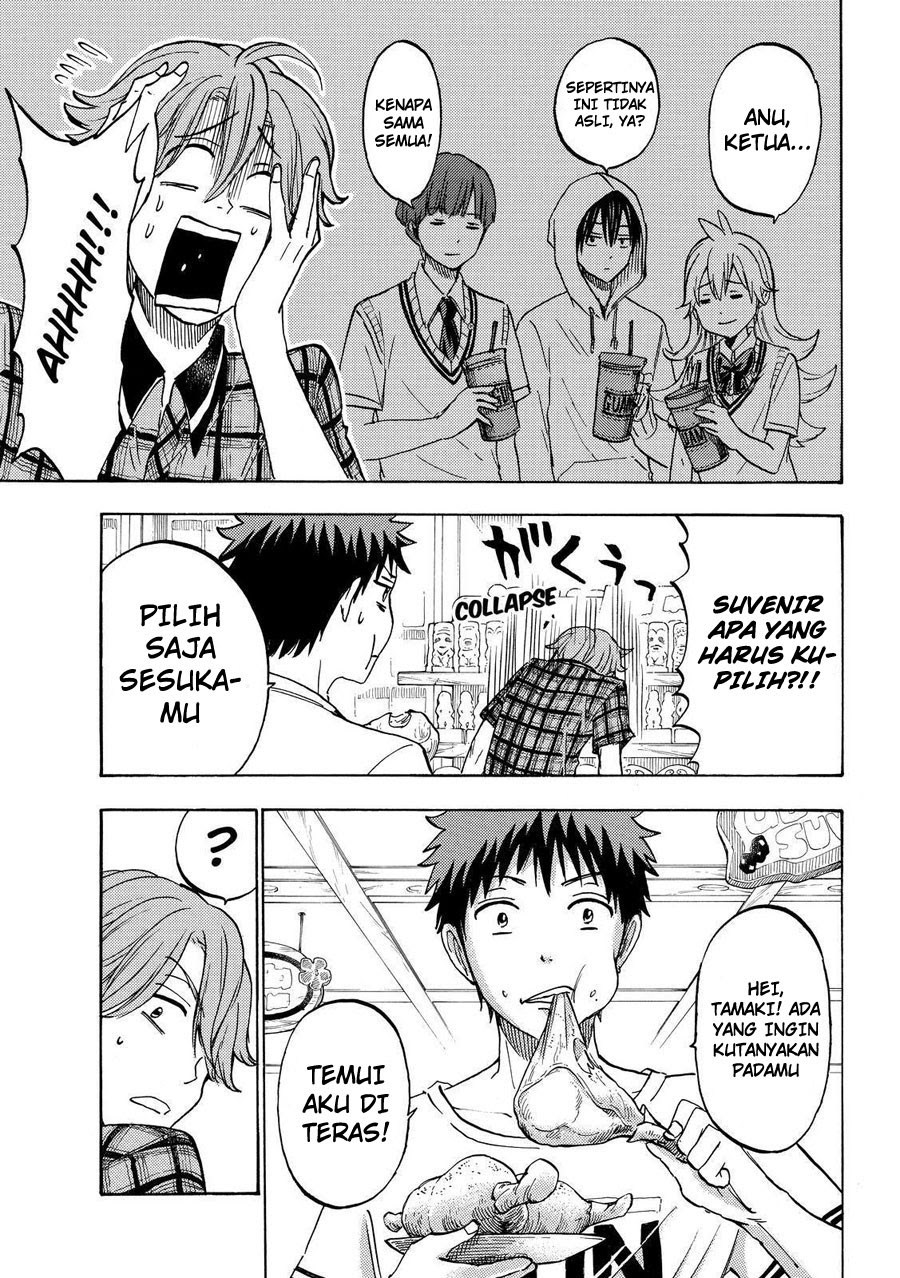 ANU,
KETUA...
SEPERTINYA
INI TIDAK
ASLI, YA?
KENAPA
SAMA
SEMUA!
AHHHH!!!
SUVENIR
APA YANG
HARUS KU-
PILIH?!!
がくぅっ
COLLAPSE
PILIH
SAJA
SESUKA-
MU
HEI,
TAMAKI! ADA
YANG INGIN
KUTANYAKAN
PADAMU
TEMUI
AKU DI
TERAS!
?